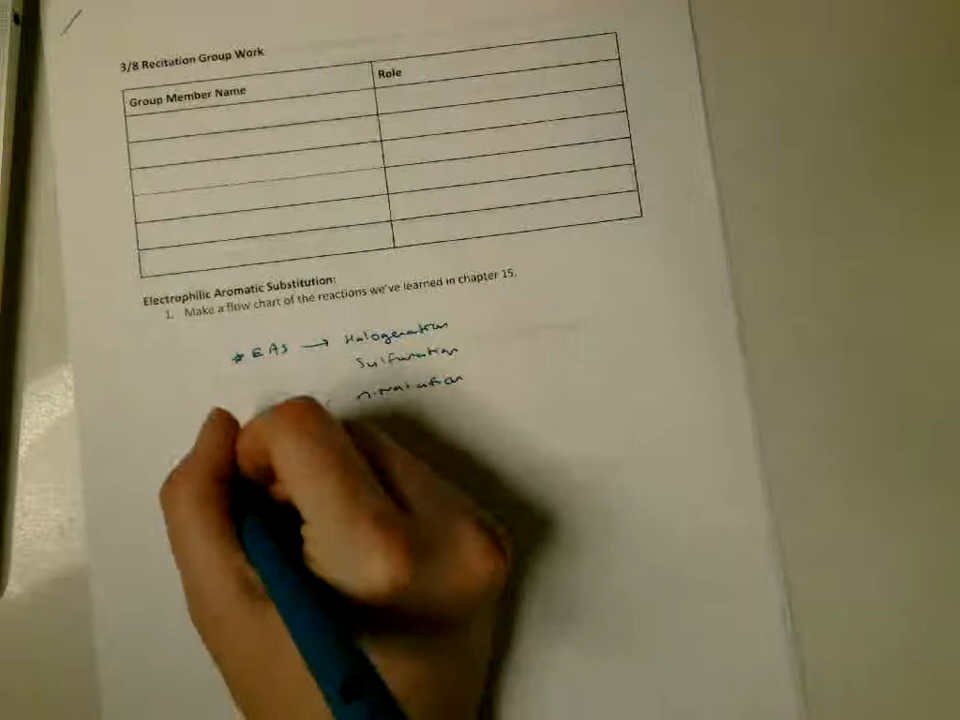 3/8 Recitation Group Work
Group Member Name Role
Electrophilic Aromatic Substitution:
1. Make a flow chart of the reactions we've learned in chapter 15.
* EAS → Halogenation
Sulfonation
nitration